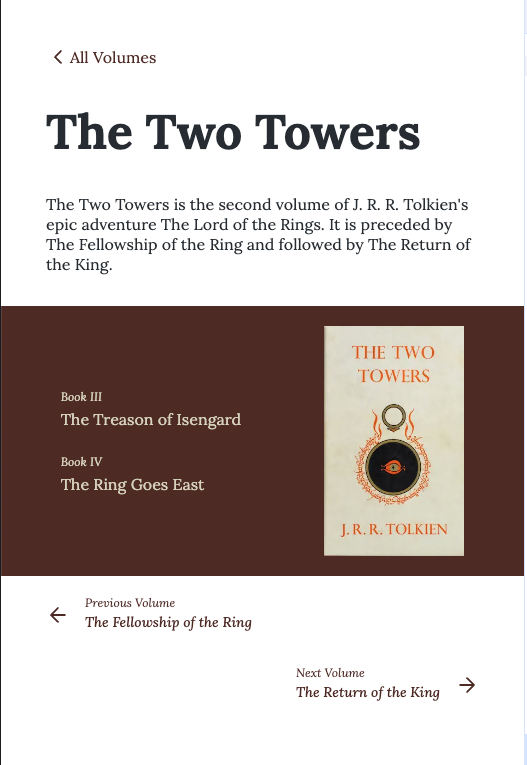 All Volumes
The Two Towers
The Two Towers is the second volume of J. R. R. Tolkien's
epic adventure The Lord of the Rings. It is preceded by
The Fellowship of the Ring and followed by The Return of
the King.
Book III
The Treason of Isengard
Book IV
The Ring Goes East
THE TWO
TOWERS
J. R. R. TOLKIEN
Previous Volume
The Fellowship of the Ring
Next Volume
The Return of the King